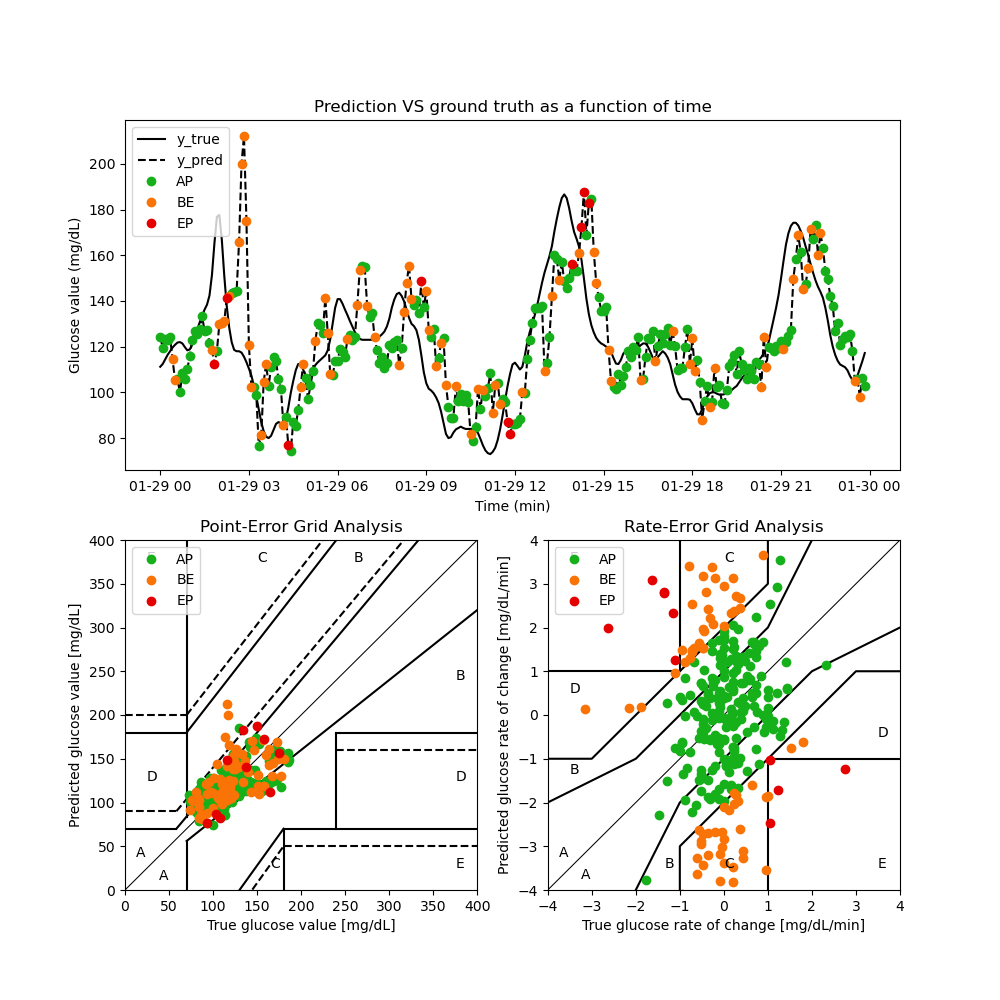 Prediction VS ground truth as a function of time
Glucose value (mg/dL)
200
180
160
140
120
100
80
y_true
y_pred
AP
BE
EP
01-29 00 01-29 03 01-29 06 01-29 09 01-29 12 01-29 15 01-29 18 01-29 21 01-30 00
Time (min)
Point-Error Grid Analysis
Predicted glucose value [mg/dL]
400
350
300
250
200
150
100
50
0
AP
BE
EP
C
B
B
D
D
A
A
C
E
0 50 100 150 200 250 300 350 400
True glucose value [mg/dL]
Rate-Error Grid Analysis
Predicted glucose rate of change [mg/dL/min]
4
3
2
1
0
−1
−2
−3
−4
AP
BE
EP
C
D
D
B
A
A
B
C
E
−4 −3 −2 −1 0 1 2 3 4
True glucose rate of change [mg/dL/min]